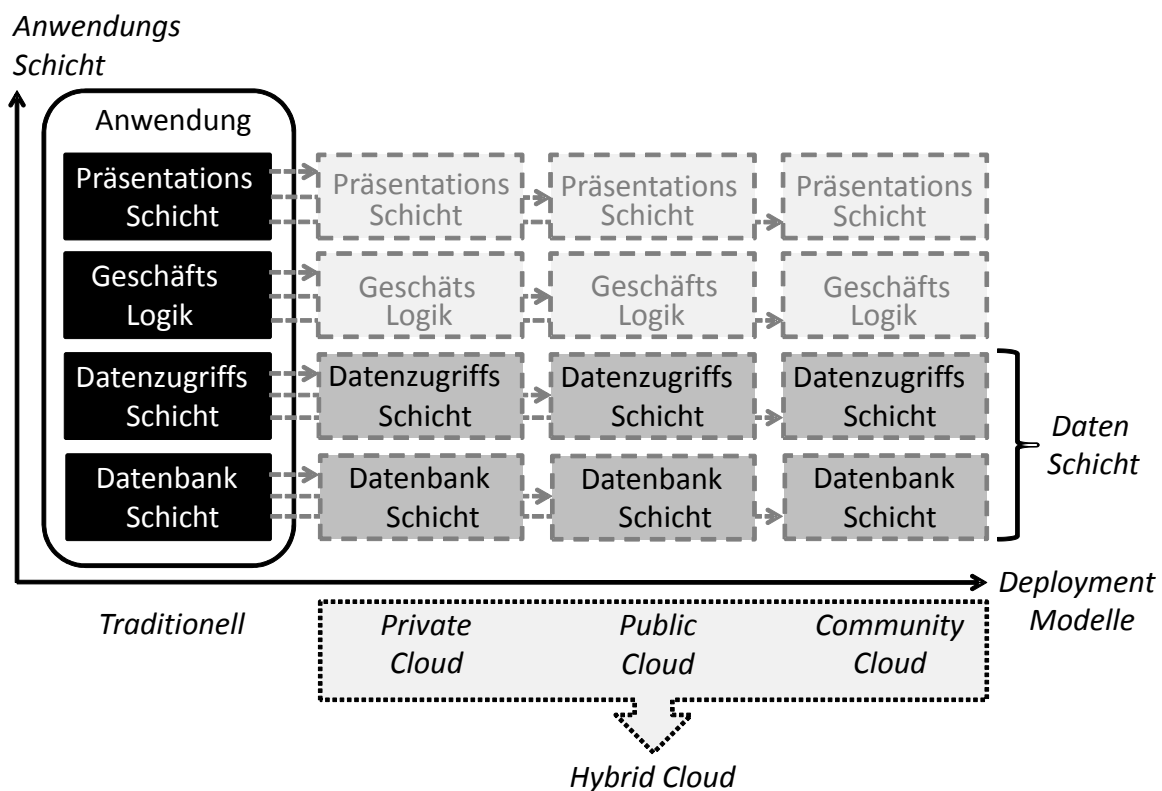 Anwendungs
Schicht
Anwendung
Präsentations
Schicht
Präsentations
Schicht
Präsentations
Schicht
Präsentations
Schicht
Geschäfts
Logik
Geschäts
Logik
Geschäfts
Logik
Geschäfts
Logik
Datenzugriffs
Schicht
Datenzugriffs
Schicht
Datenzugriffs
Schicht
Datenzugriffs
Schicht
Daten
Schicht
Datenbank
Schicht
Datenbank
Schicht
Datenbank
Schicht
Datenbank
Schicht
Deployment
Modelle
Traditionell
Private
Cloud
Public
Cloud
Community
Cloud
Hybrid Cloud